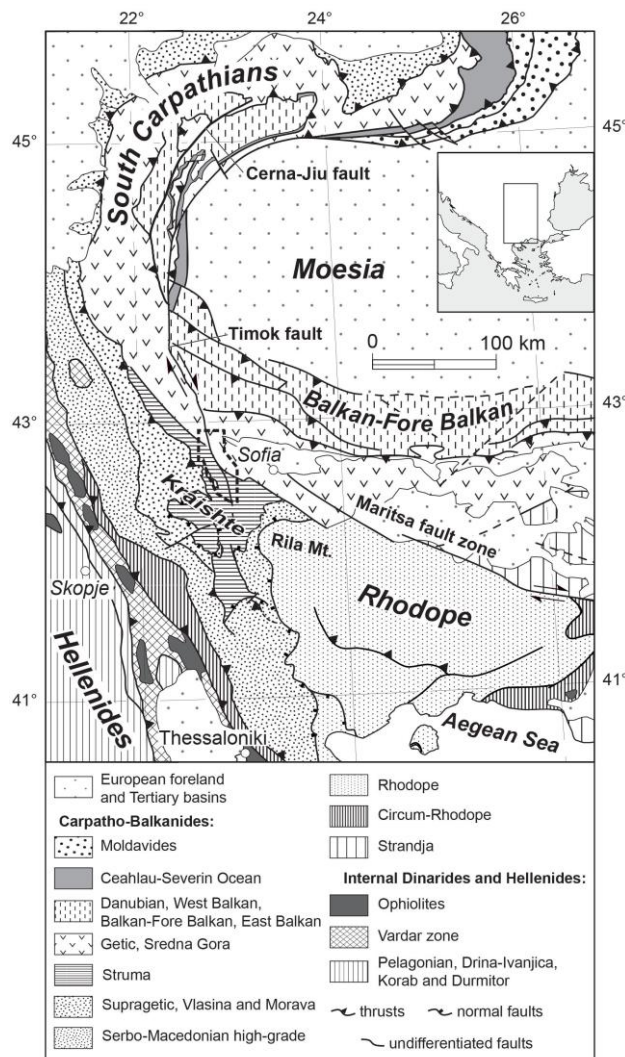 22°
24°
26°
45°
45°
South Carpathians
Cerna-Jiu fault
Moesia
Timok fault
0 100 km
Balkan-Fore Balkan
43°
43°
Sofia
Kraishte
Maritsa fault zone
Rila Mt.
Skopje
Rhodope
Hellenides
41°
41°
Aegean Sea
Thessaloniki
European foreland
and Tertiary basins
Carpatho-Balkanides:
Moldavides
Ceahlau-Severin Ocean
Danubian, West Balkan,
Balkan-Fore Balkan, East Balkan
Getic, Sredna Gora
Struma
Supragetic, Vlasina and Morava
Serbo-Macedonian high-grade
Rhodope
Circum-Rhodope
Strandja
Internal Dinarides and Hellenides:
Ophiolites
Vardar zone
Pelagonian, Drina-Ivanjica,
Korab and Durmitor
thrusts normal faults
undifferentiated faults